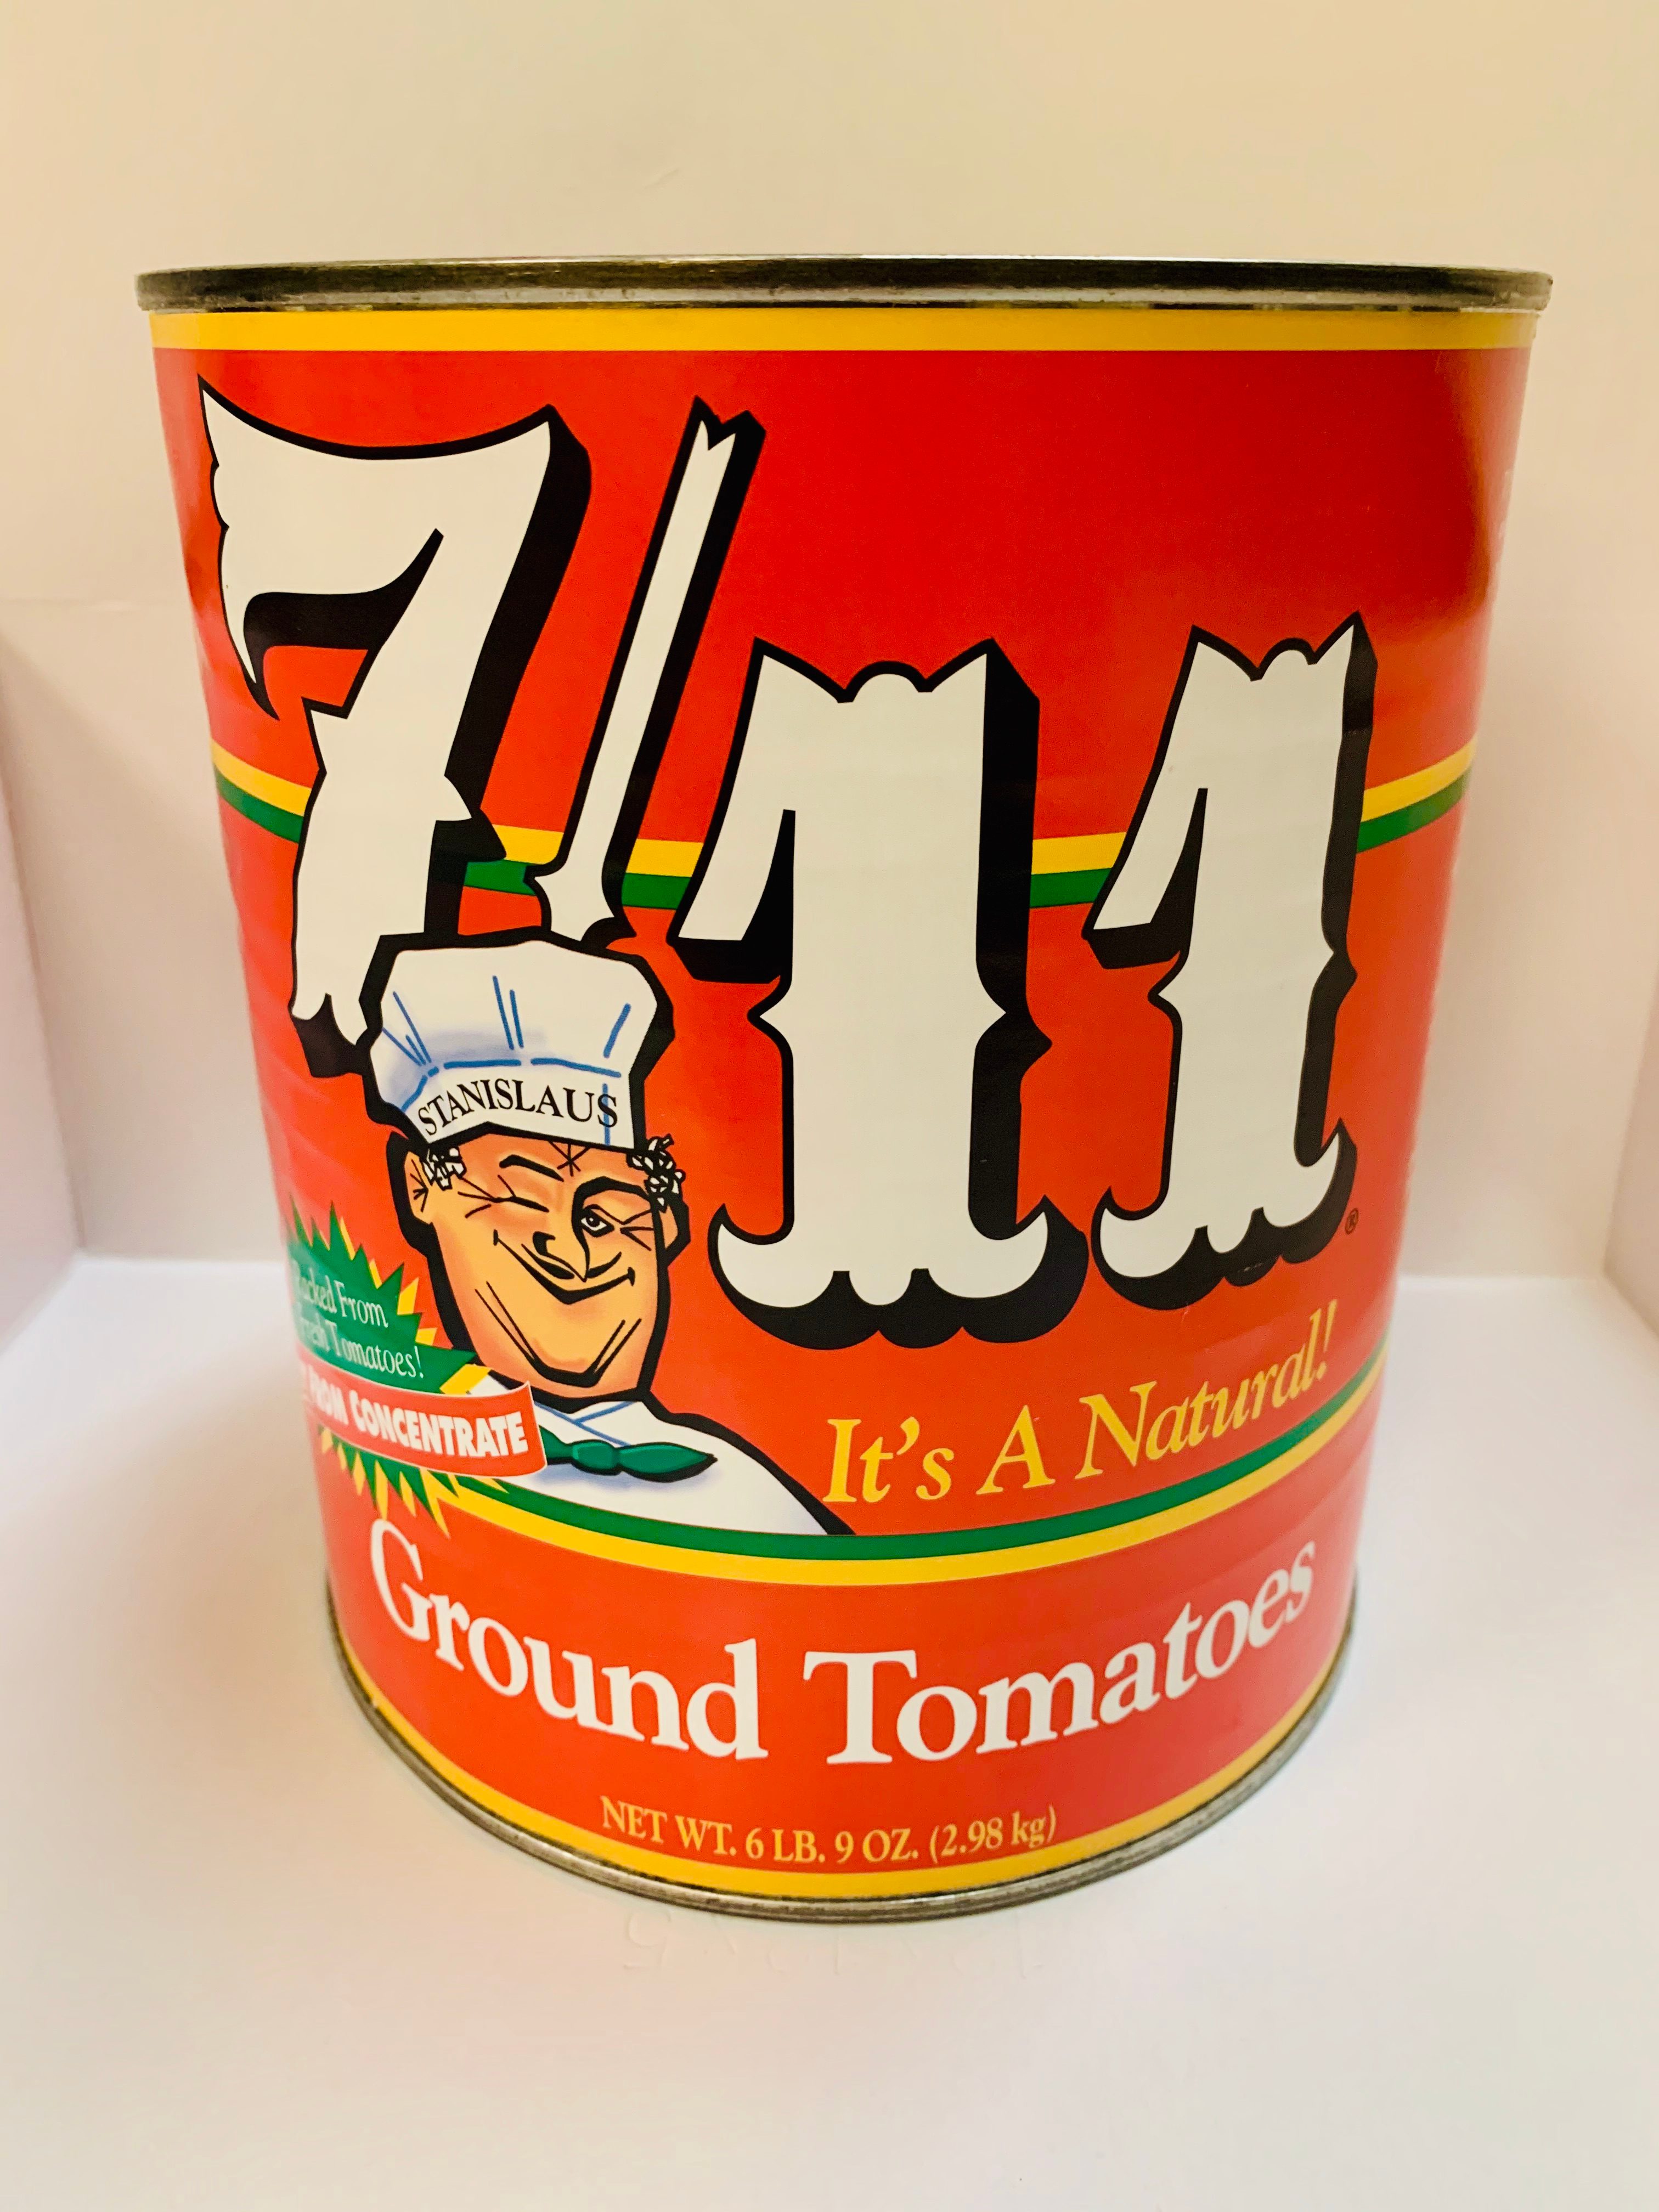 7/11®
STANISLAUS
Packed From
Fresh Tomatoes!
FROM CONCENTRATE
It's A Natural!
Ground Tomatoes
NET WT. 6 LB. 9 OZ. (2.98 kg)